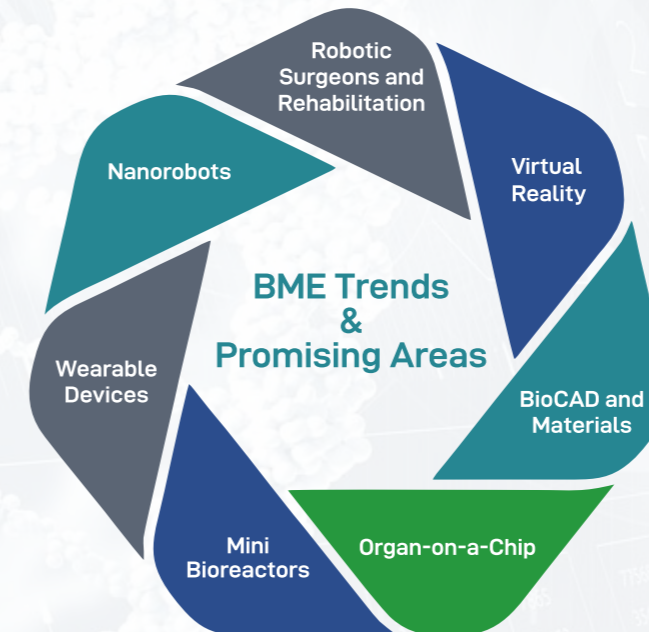 Robotic
Surgeons and
Rehabilitation
Virtual
Reality
Nanorobots
BME Trends
&
Promising Areas
Wearable
Devices
BioCAD and
Materials
Mini
Bioreactors
Organ-on-a-Chip